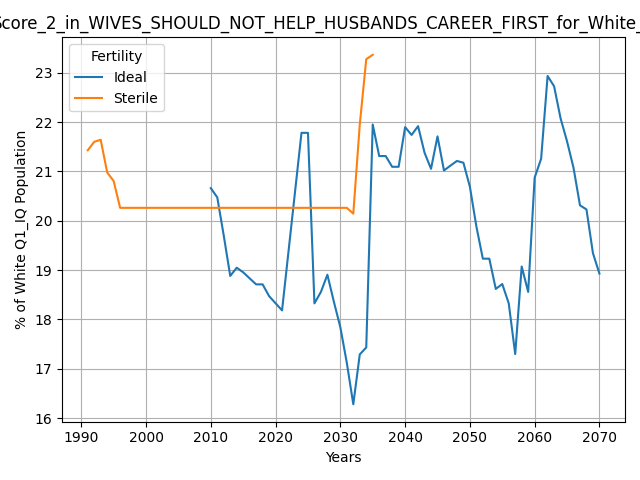 Score_2_in_WIVES_SHOULD_NOT_HELP_HUSBANDS_CAREER_FIRST_for_White_
Fertility
Ideal
Sterile
% of White Q1_IQ Population
23
22
21
20
19
18
17
16
1990 2000 2010 2020 2030 2040 2050 2060 2070
Years